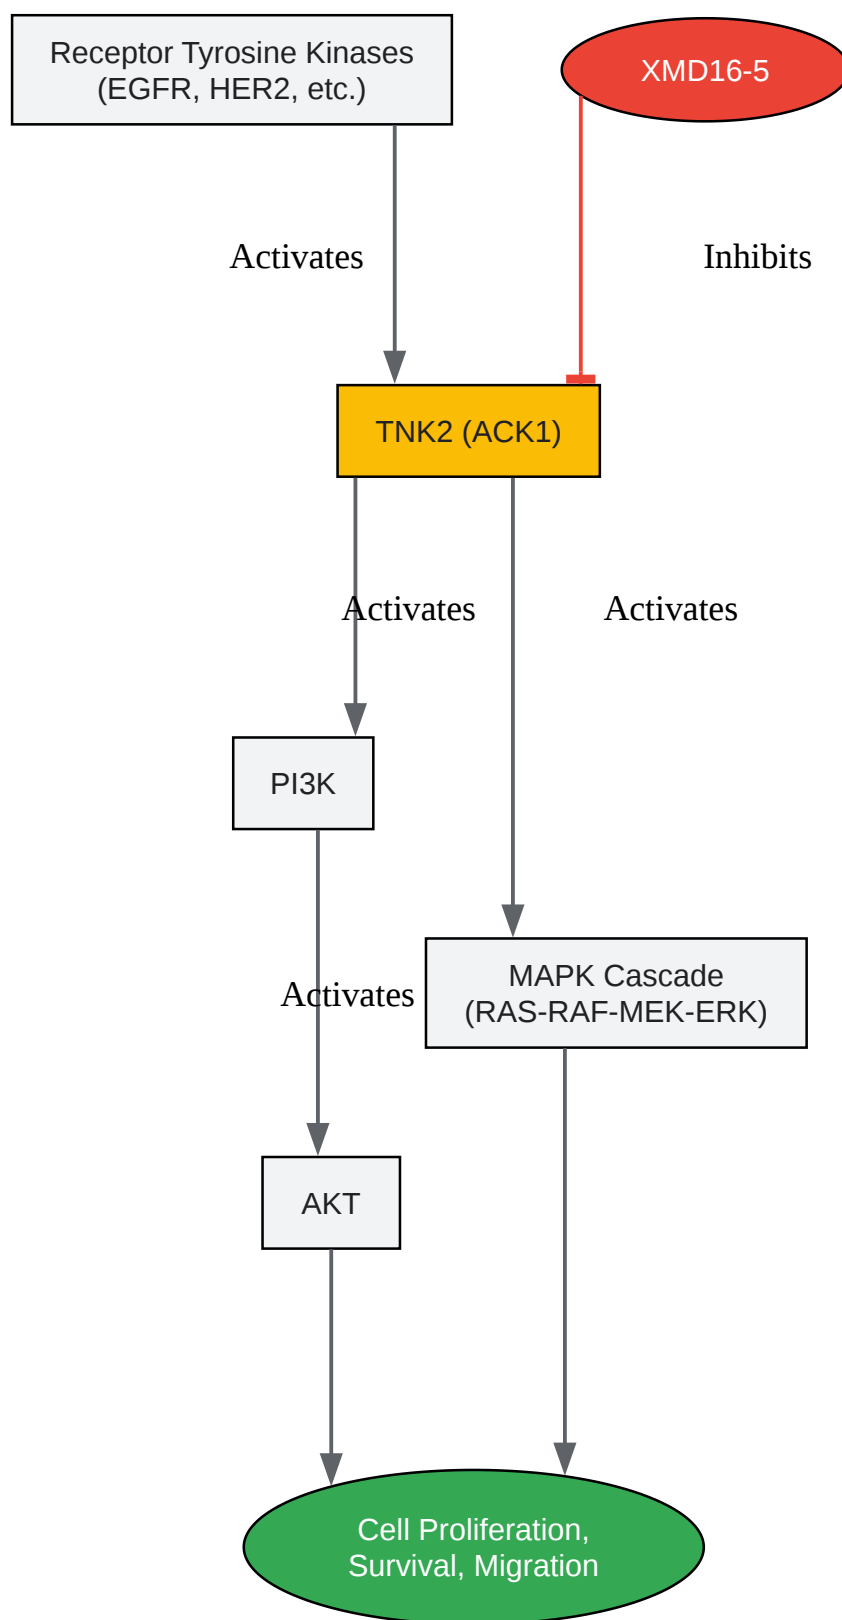 Receptor Tyrosine Kinases
(EGFR, HER2, etc.)
XMD16-5
Activates
Inhibits
TNK2 (ACK1)
Activates
Activates
PI3K
MAPK Cascade
(RAS-RAF-MEK-ERK)
Activates
AKT
Cell Proliferation,
Survival, Migration